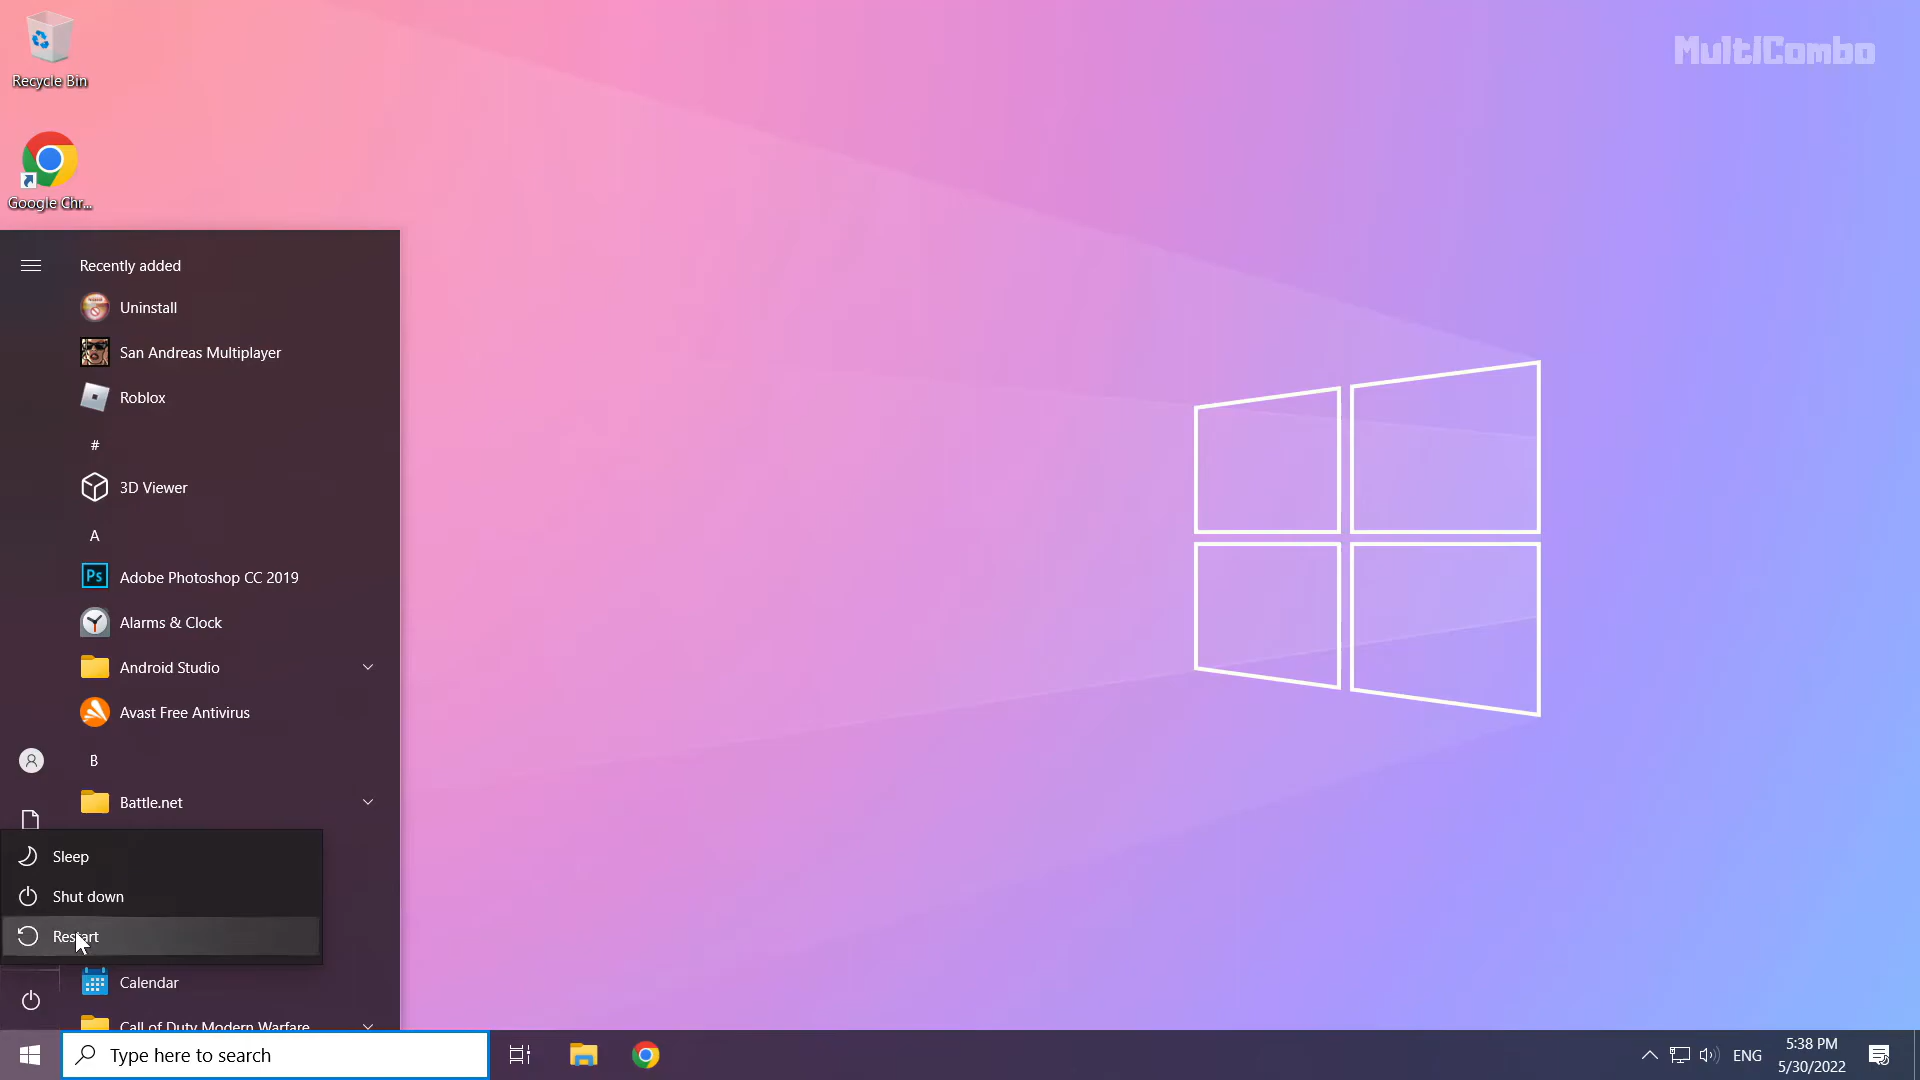 Recycle Bin
Google Chr...
MultiCombo
Recently added
Uninstall
San Andreas Multiplayer
Roblox
#
3D Viewer
A
Adobe Photoshop CC 2019
Alarms & Clock
Android Studio
Avast Free Antivirus
B
Battle.net
Sleep
Shut down
Restart
Calendar
Call of Duty Modern Warfare
Type here to search
ENG
5:38 PM
5/30/2022